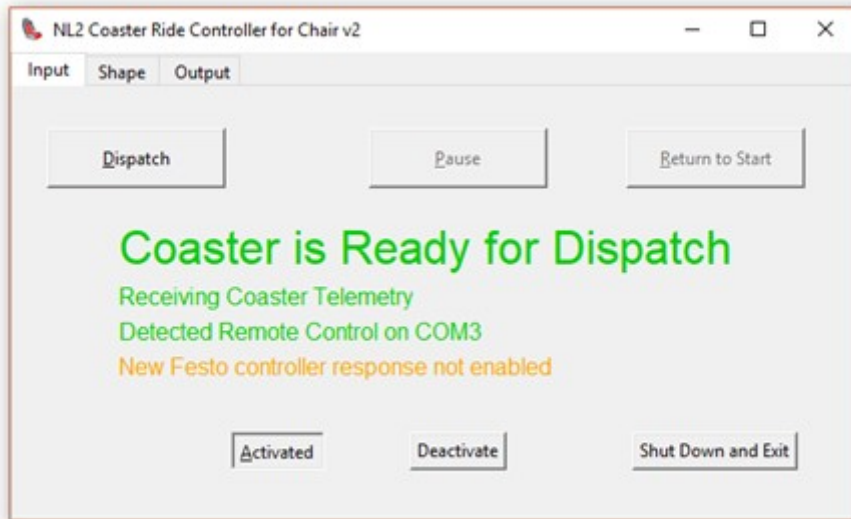 NL2 Coaster Ride Controller for Chair v2
Input Shape Output
Dispatch Pause Return to Start
Coaster is Ready for Dispatch
Receiving Coaster Telemetry
Detected Remote Control on COM3
New Festo controller response not enabled
Activated Deactivate Shut Down and Exit